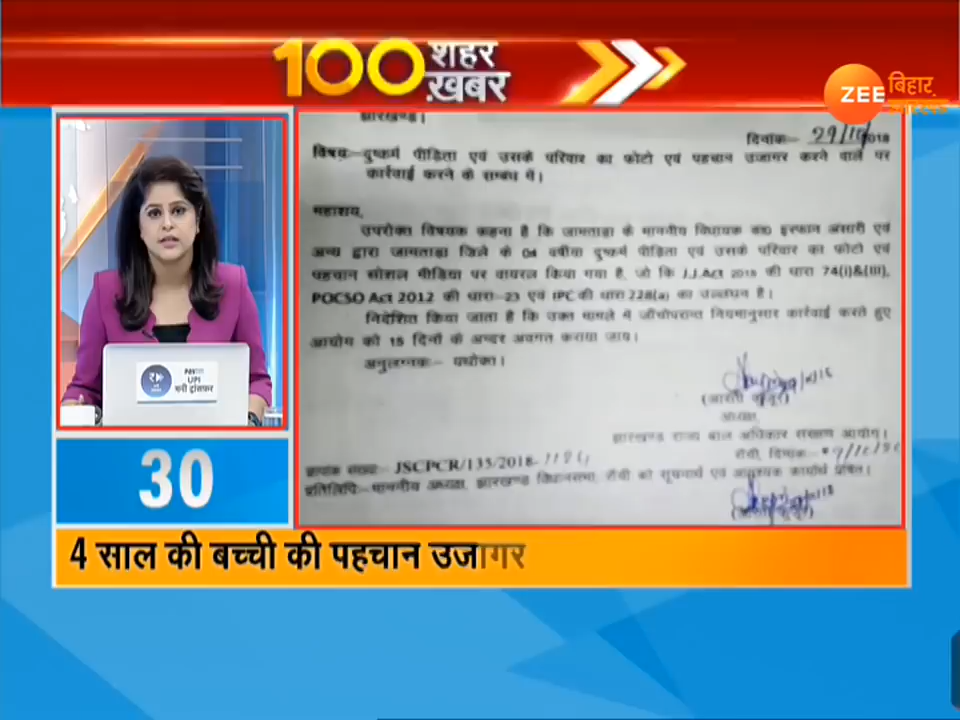 100 शहर ख़बर
ZEE बिहार
झारखण्ड।
दिनांकः- 29/10/2018
विषयः-दुष्कर्म पीड़िता एवं उसके परिवार का फोटो एवं पहचान उजागर करने वाले पर
कार्रवाई करने के सम्बंध में।
महाशय,
उपरोक्त विषयक कहना है कि जामताड़ा के माननीय विधायक डा0 इरफान अंसारी एवं
अन्य द्वारा जामताड़ा जिले के 04 वर्षीया दुष्कर्म पीड़िता एवं उसके परिवार का फोटो एवं
पहचान सोशल मीडिया पर वायरल किया गया है, जो कि J.J.Act 2015 की धारा 74(i)&(iii),
POCSO Act 2012 की धारा-23 एवं IPC की धारा 228(a) का उल्लंघन है।
निदेशित किया जाता है कि उक्त मामले में जाँचोपरान्त नियमानुसार कार्रवाई करते हुए
आयोग को 15 दिनों के अन्दर अवगत कराया जाय।
अनुलग्नकः- यथोक्त।
अध्यक्ष,
झारखण्ड राज्य बाल अधिकार संरक्षण आयोग।
राँची, दिनांक-
ज्ञापांक संख्याः- JSCPCR/135/2018-
प्रतिलिपिः- माननीय अध्यक्ष, झारखण्ड विधानसभा, राँची को सूचनार्थ एवं आवश्यक कार्यार्थ प्रेषित।
Paytm
UPI
मनी ट्रांसफर
30
4 साल की बच्ची की पहचान उजागर